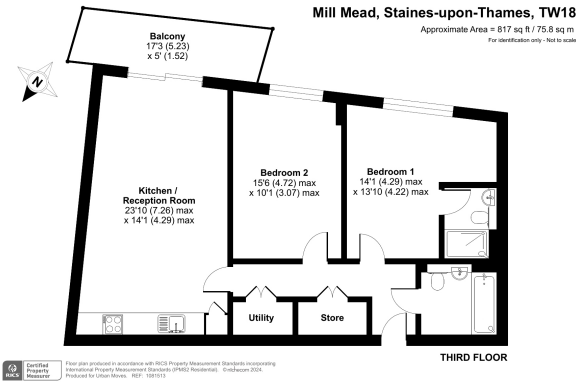 Mill Mead, Staines-upon-Thames, TW18
Approximate Area = 817 sq ft / 75.8 sq m
For identification only - Not to scale
Balcony
17'3 (5.23)
x 5' (1.52)
N
Bedroom 2
15'6 (4.72) max
x 10'1 (3.07) max
Bedroom 1
14'1 (4.29) max
x 13'10 (4.22) max
Kitchen /
Reception Room
23'10 (7.26) max
x 14'1 (4.29) max
Utility
Store
THIRD FLOOR
RICS
Certified
Property
Measurer
Floor plan produced in accordance with RICS Property Measurement Standards incorporating
International Property Measurement Standards (IPMS2 Residential). ©nichecom 2024.
Produced for Urban Moves. REF: 1081513